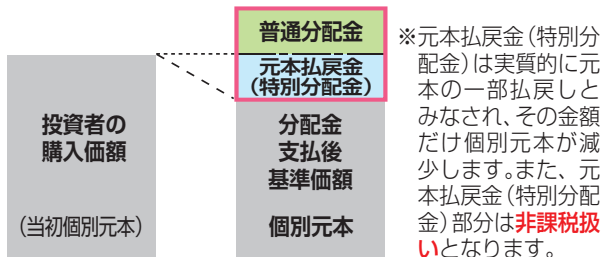 普通分配金
元本払戻金
（特別分配金）
投資者の
購入価額
（当初個別元本）
分配金
支払後
基準価額
個別元本
※元本払戻金（特別分
配金）は実質的に元
本の一部払戻しと
みなされ、その金額
だけ個別元本が減
少します。また、元
本払戻金（特別分配
金）部分は非課税扱
いとなります。